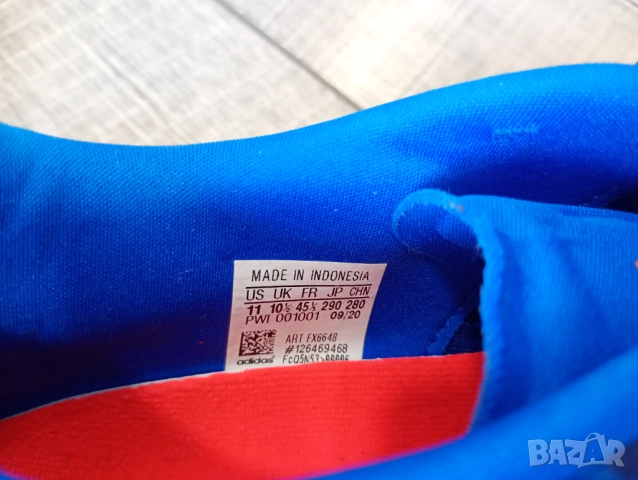 MADE IN INDONESIA
US UK FR JP CHN
11 10½ 45⅓ 290 280
PWI 001001 09/20
ART FX6648
#126469468
adidas
BAZAR
bg